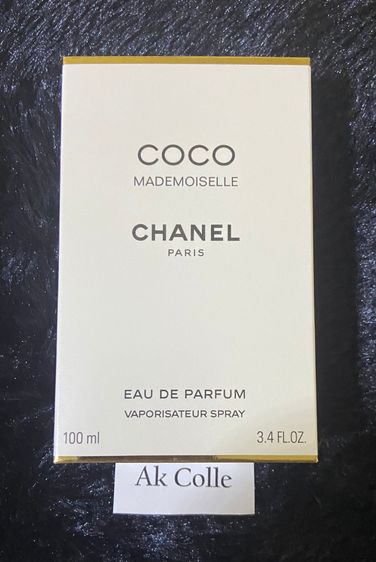 COCO
MADEMOISELLE
CHANEL
PARIS
EAU DE PARFUM
VAPORISATEUR SPRAY
100 ml 3.4 FL.OZ.
Ak Colle